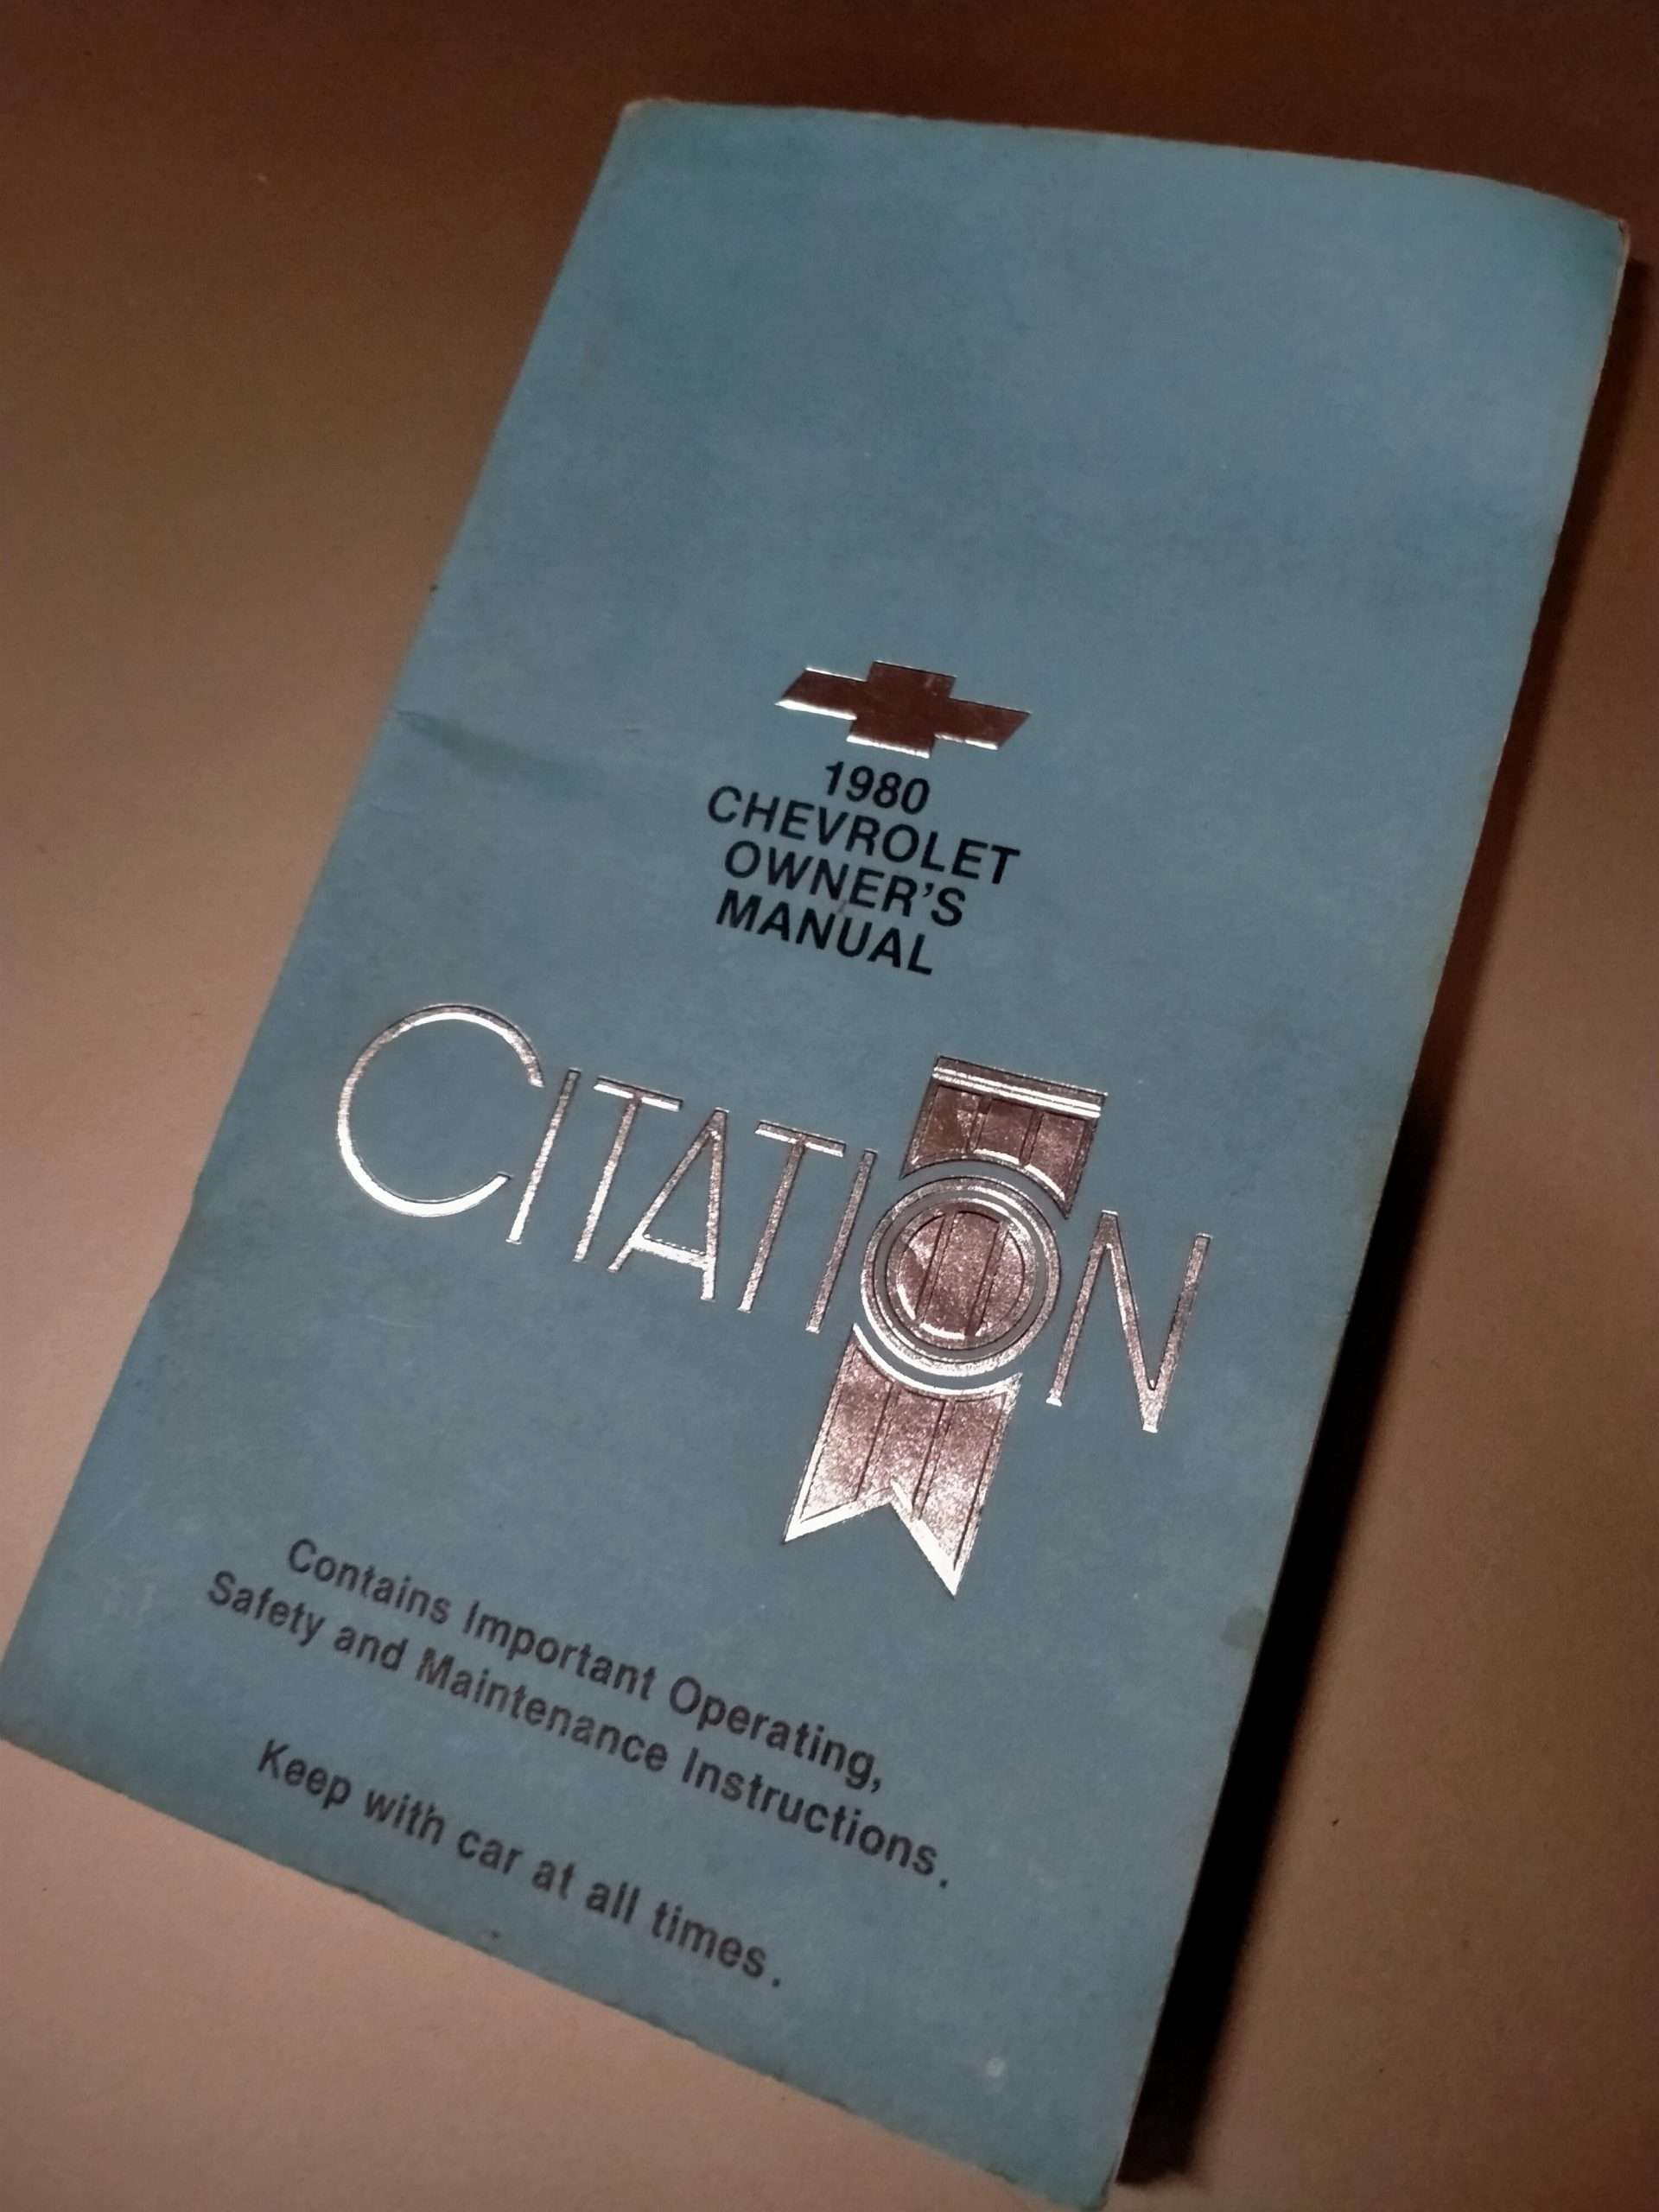 1980
CHEVROLET
OWNER'S
MANUAL
CITATION
Contains Important Operating,
Safety and Maintenance Instructions.
Keep with car at all times.